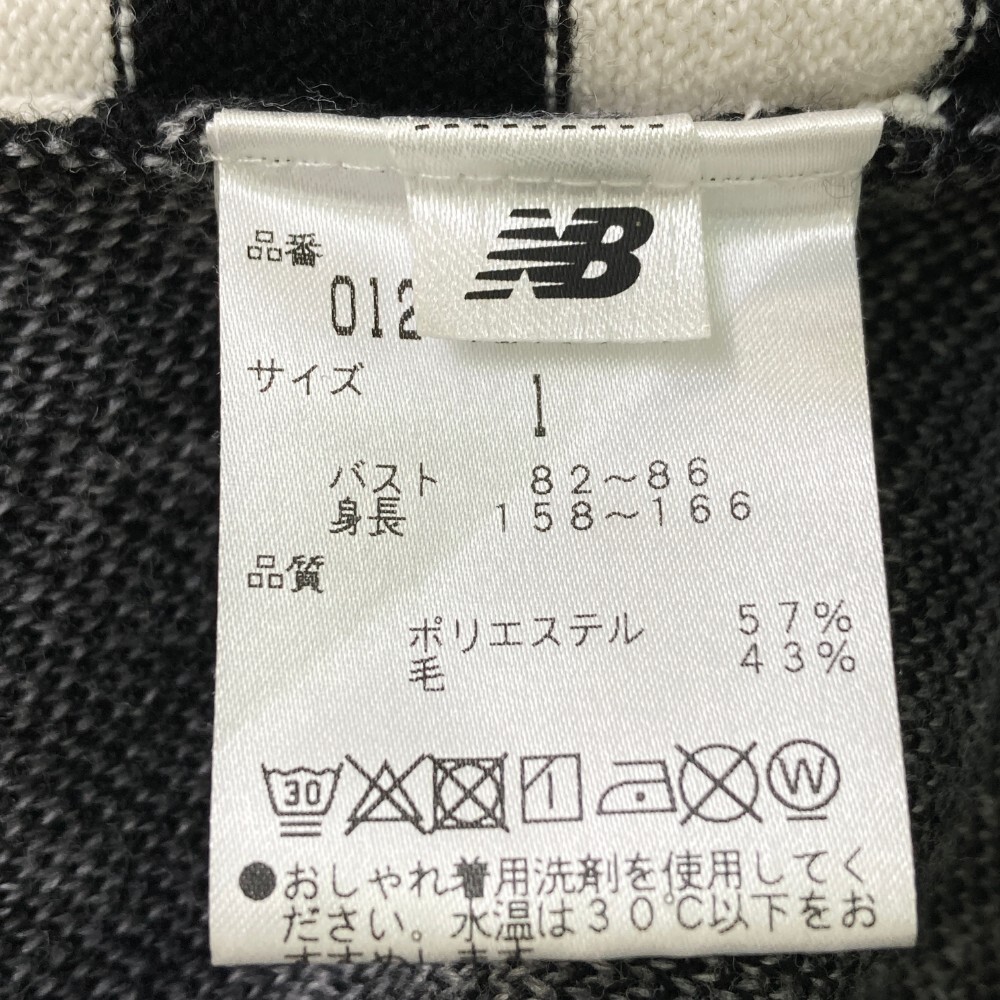 NB
品番
012
サイズ
1
バスト 82～86
身長 158～166
品質
ポリエステル 57%
毛 43%
30
W
●おしゃれ着用洗剤を使用してく
ださい。水温は30℃以下をお